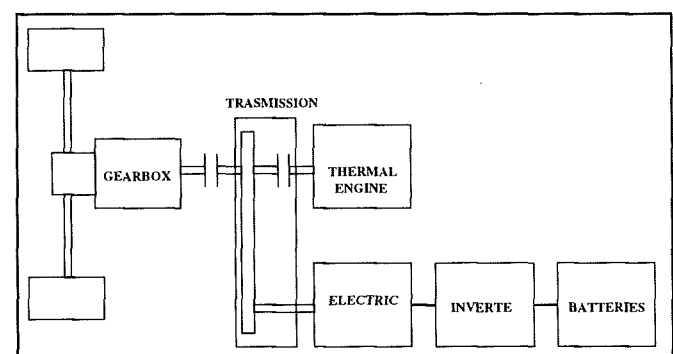 TRASMISSION
GEARBOX
THERMAL
ENGINE
ELECTRIC
INVERTE
BATTERIES